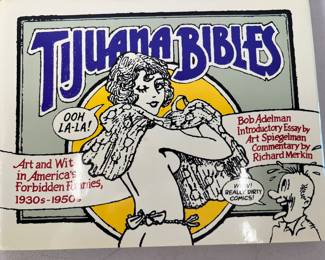 TIJUANA BIBLES
OOH,
LA-LA!
Bob Adelman
Introductory Essay by
Art Spiegelman
Commentary by
Richard Merkin
Art and Wit
in America's
Forbidden Funnies,
1930s-1950s
WOW!
REALLY DIRTY
COMICS!